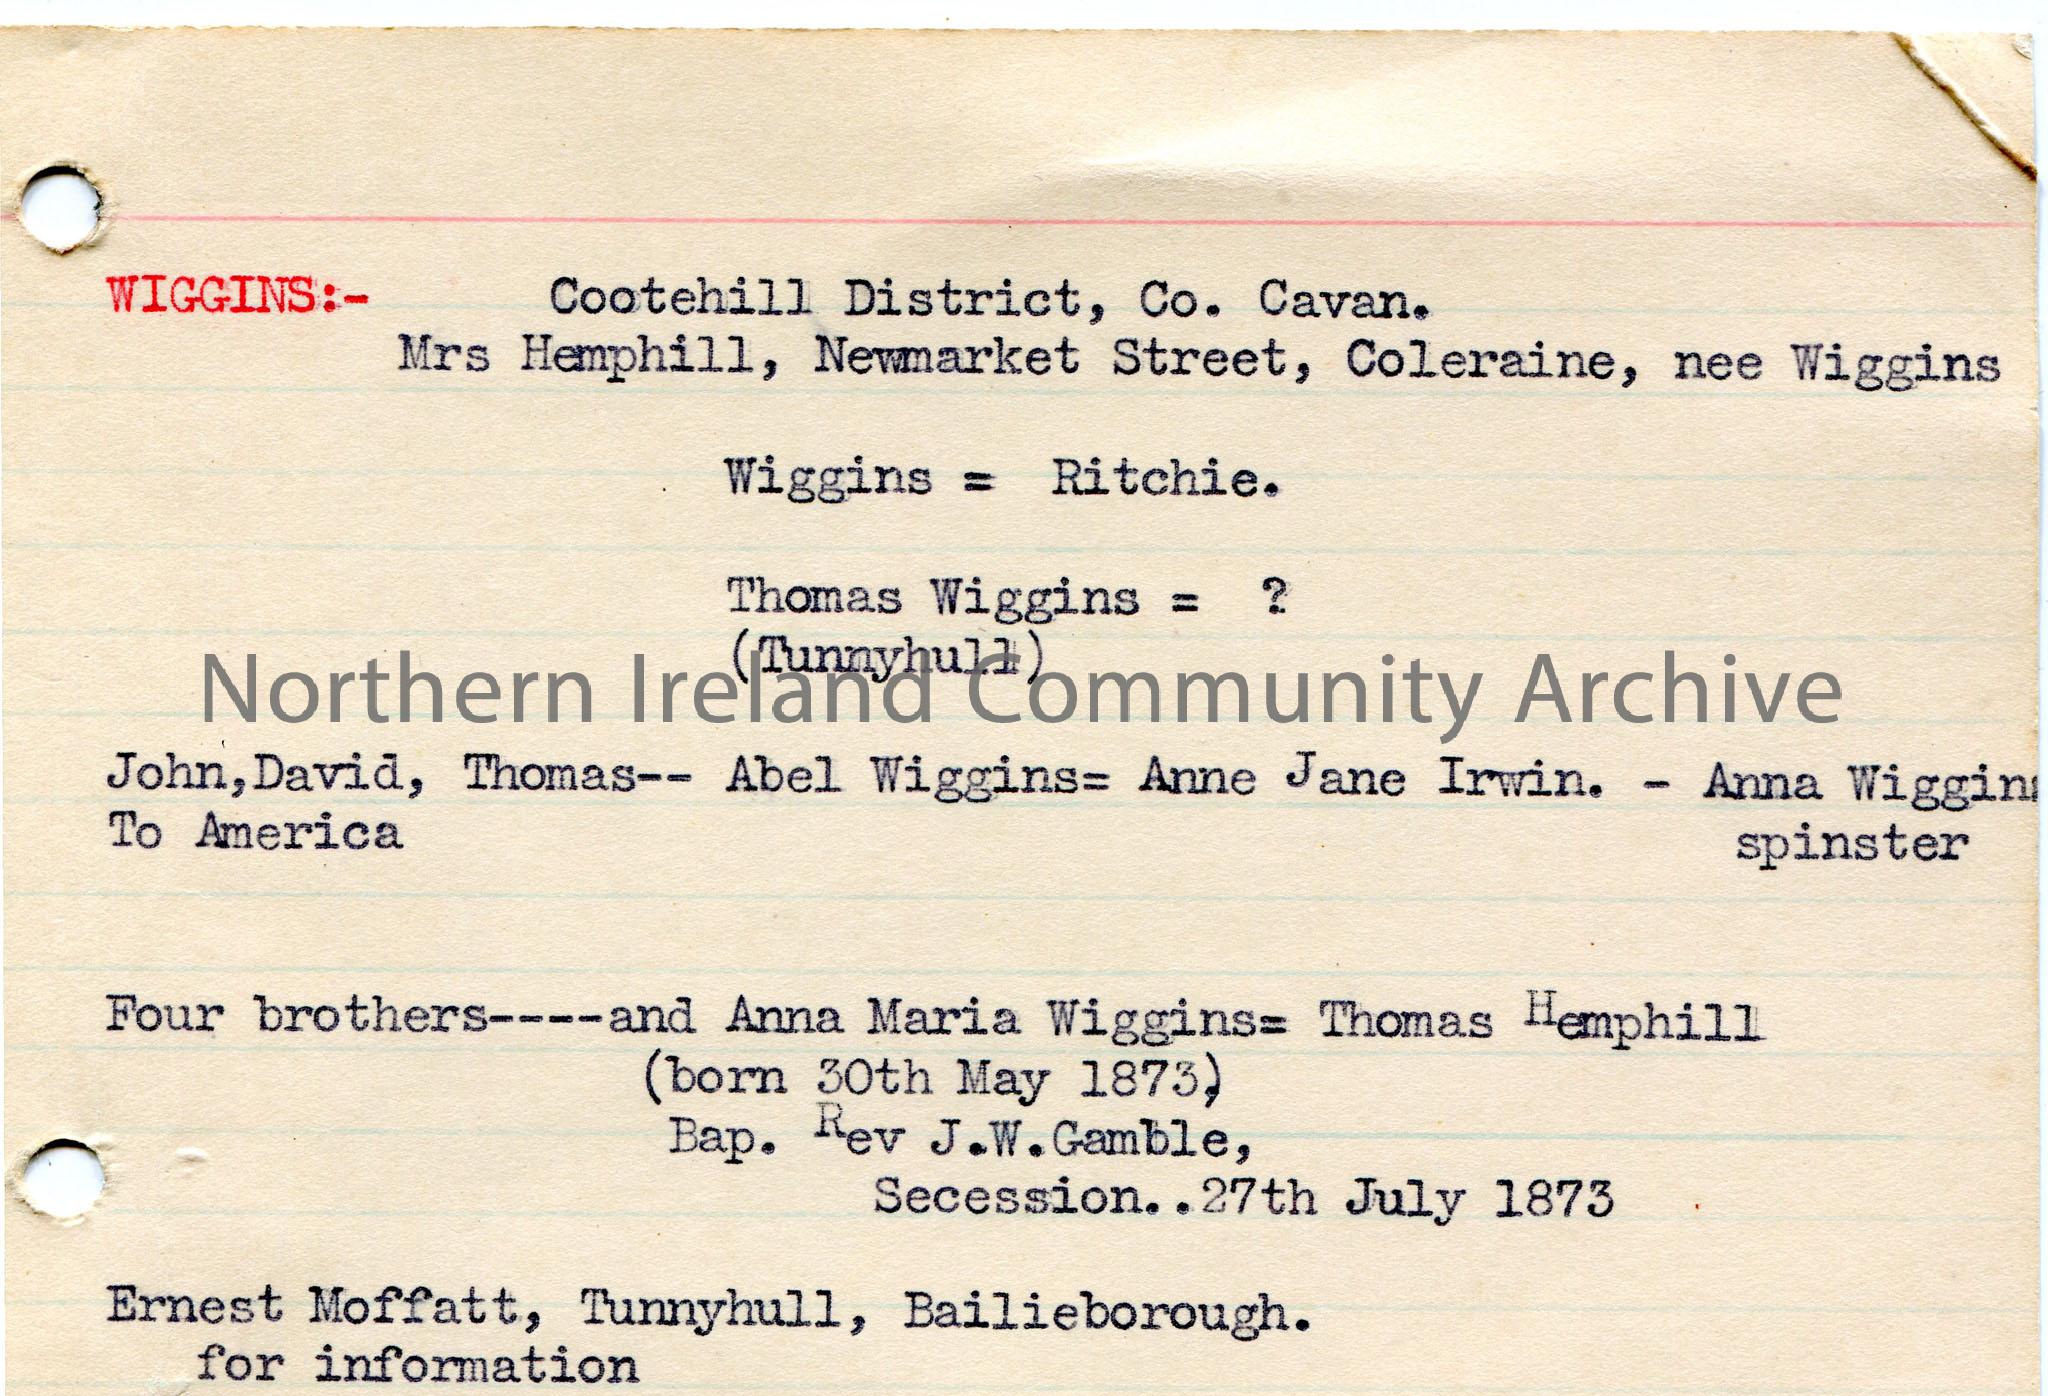 WIGGINS:- Cootehill District, Co. Cavan.
Mrs Hemphill, Newmarket Street, Coleraine, nee Wiggins
Wiggins = Ritchie.
Thomas Wiggins = ?
(Tunnyhull)
Northern Ireland Community Archive
John,David, Thomas-- Abel Wiggins= Anne Jane Irwin. - Anna Wiggins
To America spinster
Four brothers----and Anna Maria Wiggins= Thomas Hemphill
(born 30th May 1873)
Bap. Rev J.W.Gamble,
Secession..27th July 1873
Ernest Moffatt, Tunnyhull, Bailieborough.
for information